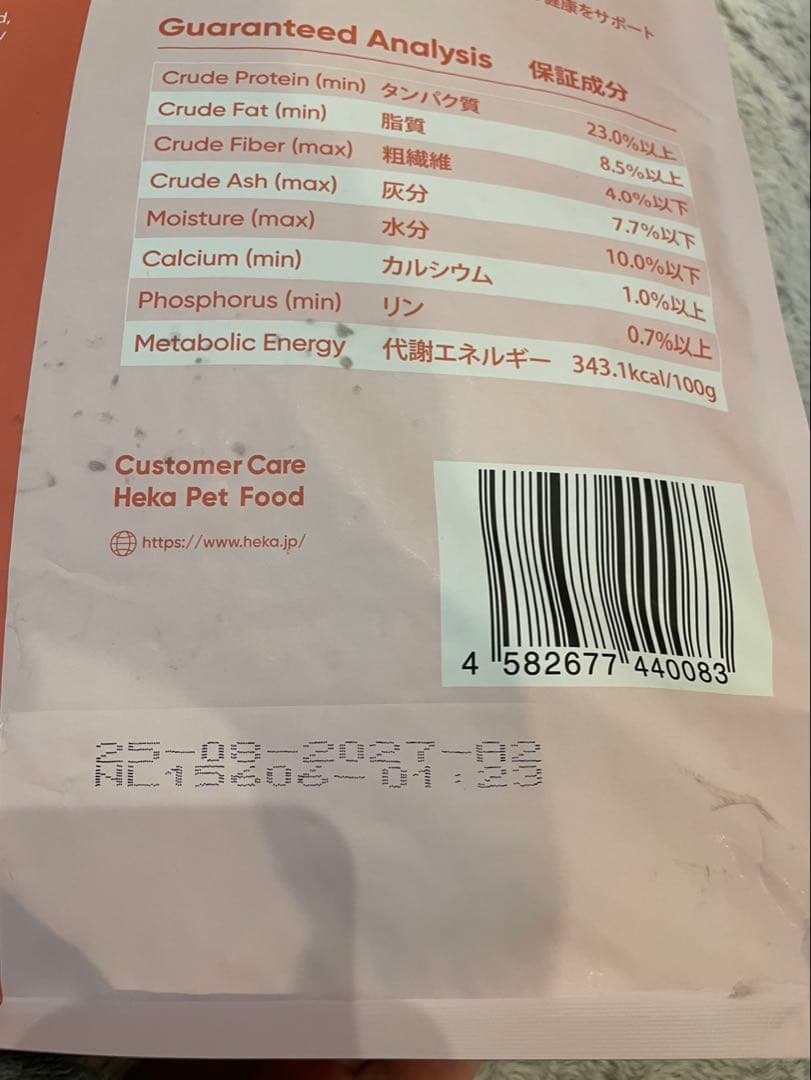 健康をサポート
Guaranteed Analysis 保証成分
Crude Protein (min) タンパク質 23.0%以上
Crude Fat (min) 脂質 8.5%以上
Crude Fiber (max) 粗繊維 4.0%以下
Crude Ash (max) 灰分 7.7%以下
Moisture (max) 水分 10.0%以下
Calcium (min) カルシウム 1.0%以上
Phosphorus (min) リン 0.7%以上
Metabolic Energy 代謝エネルギー 343.1kcal/100g
Customer Care
Heka Pet Food
https://www.heka.jp/
4 582677 440083
25-09-2027-A2
01:23